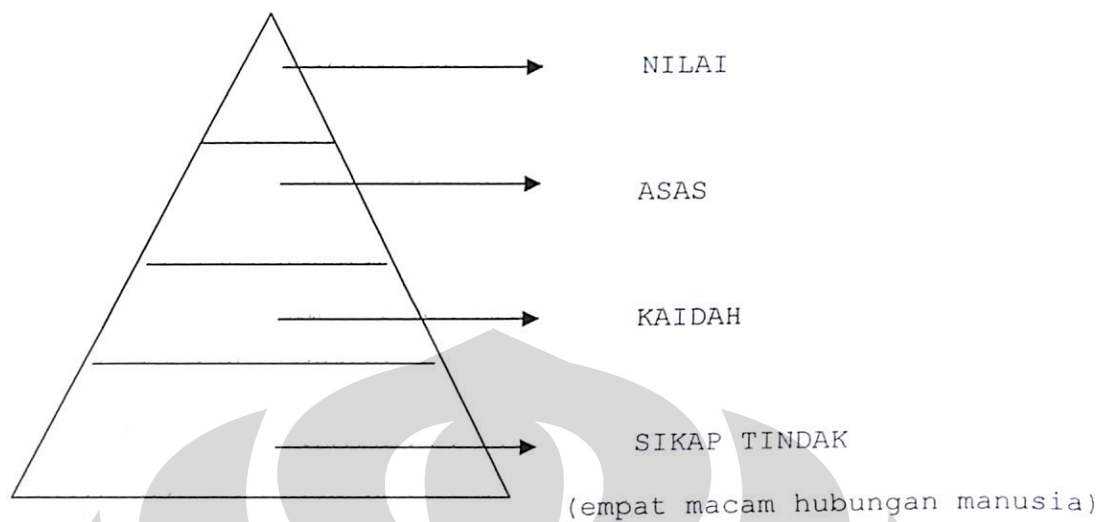 NILAI
ASAS
KAIDAH
SIKAP TINDAK
(empat macam hubungan manusia)